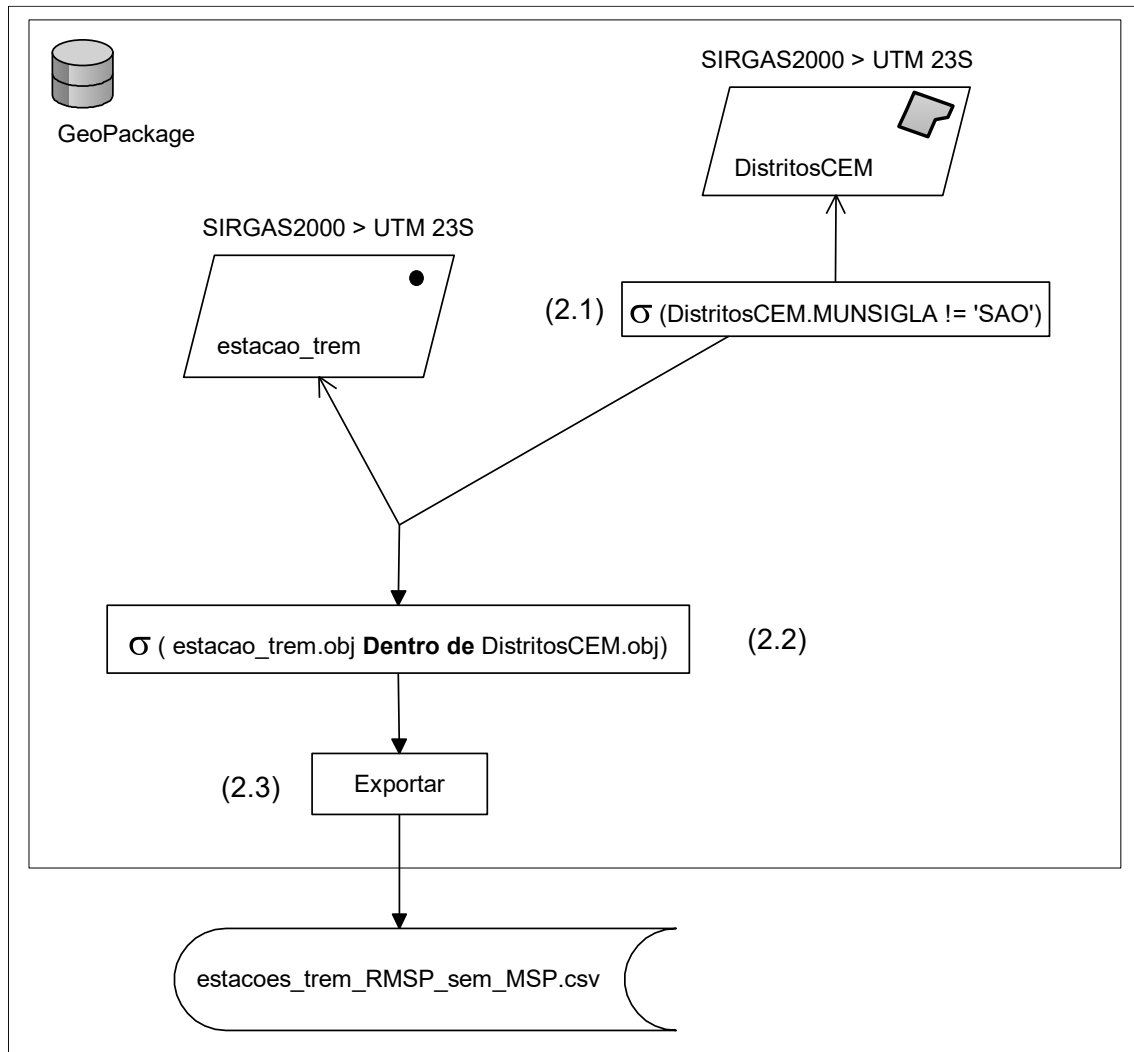 GeoPackage
SIRGAS2000 > UTM 23S
DistritosCEM
SIRGAS2000 > UTM 23S
estacao_trem
(2.1)
σ (DistritosCEM.MUNSIGLA != 'SAO')
σ ( estacao_trem.obj Dentro de DistritosCEM.obj)
(2.2)
(2.3)
Exportar
estacoes_trem_RMSP_sem_MSP.csv